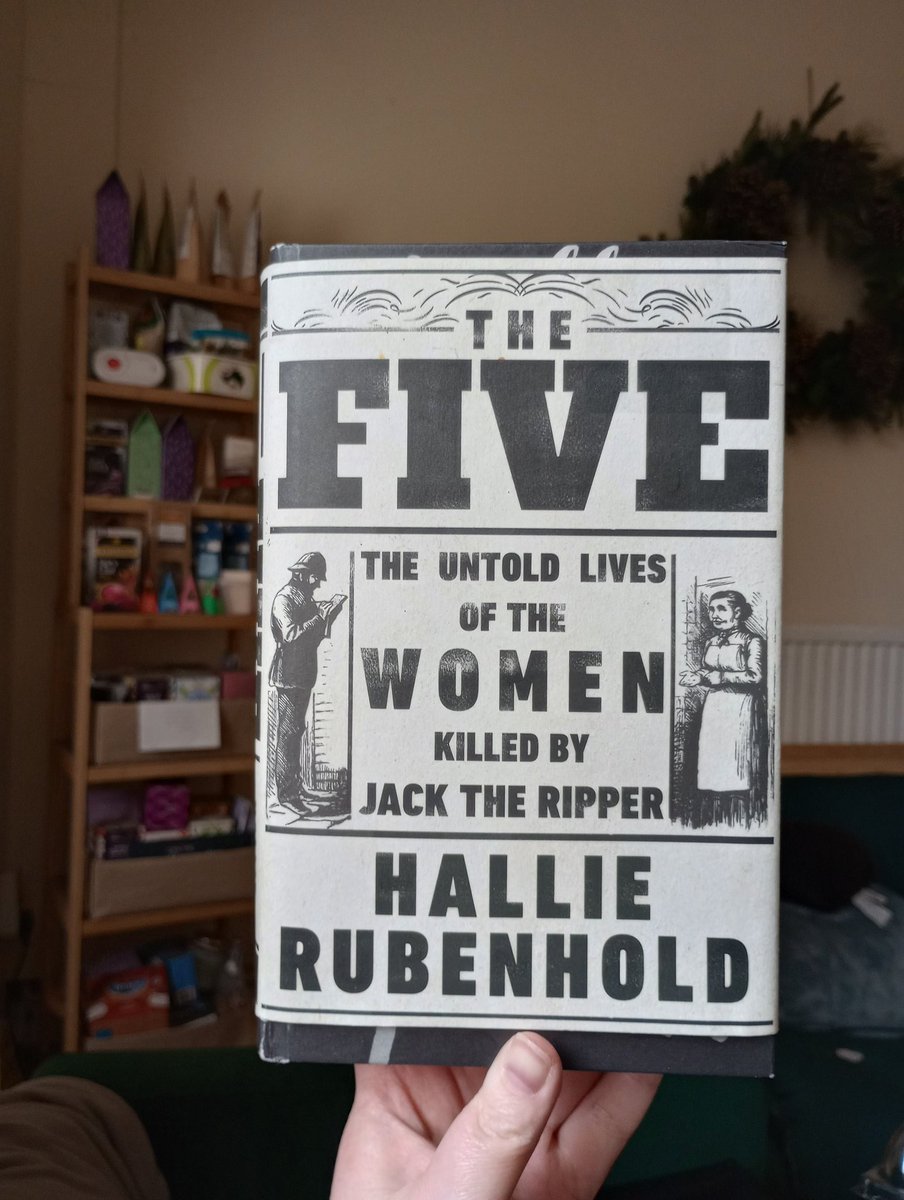 THE
FIVE
THE UNTOLD LIVES
OF THE
WOMEN
KILLED BY
JACK THE RIPPER
HALLIE
RUBENHOLD